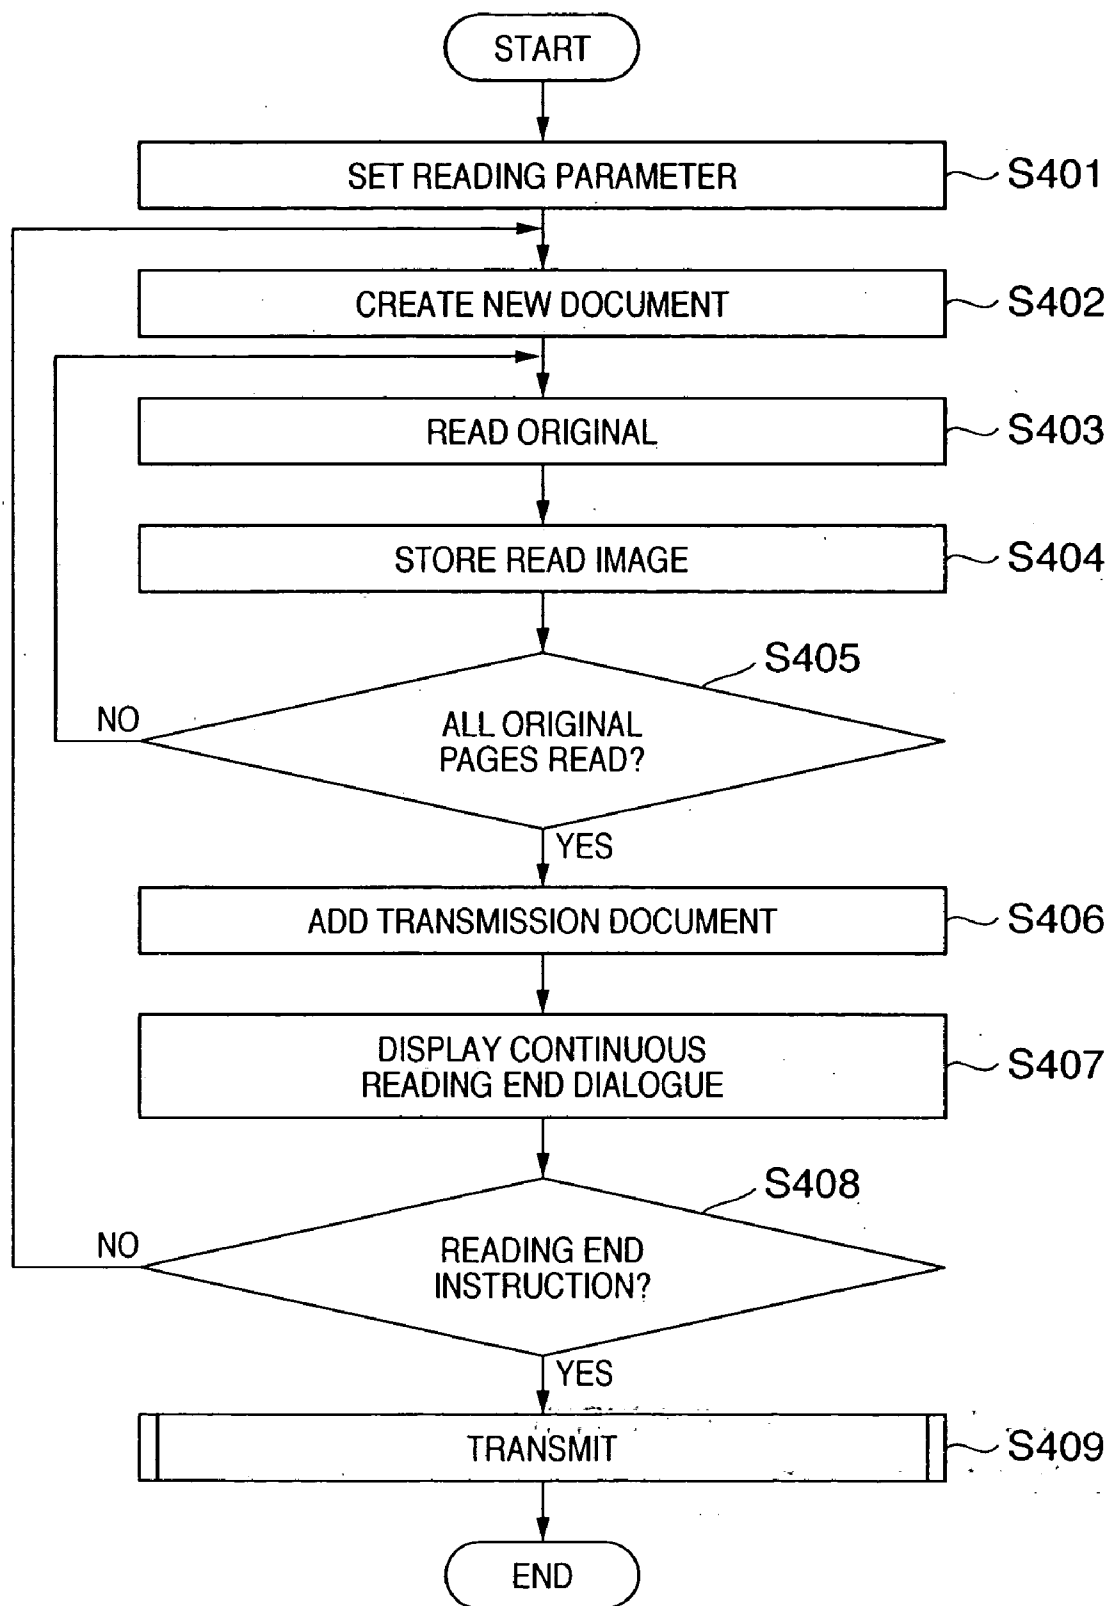 START
SET READING PARAMETER
S401
CREATE NEW DOCUMENT
S402
READ ORIGINAL
S403
STORE READ IMAGE
S404
S405
NO
ALL ORIGINAL
PAGES READ?
YES
ADD TRANSMISSION DOCUMENT
S406
DISPLAY CONTINUOUS
READING END DIALOGUE
S407
S408
NO
READING END
INSTRUCTION?
YES
TRANSMIT
S409
END